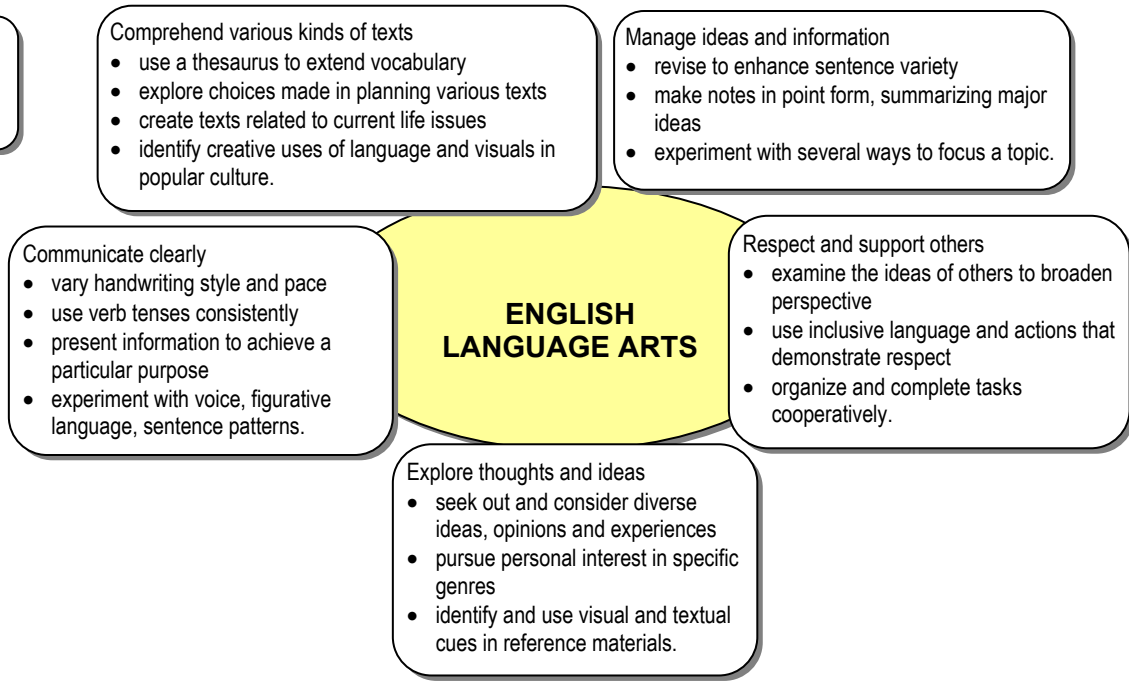 Comprehend various kinds of texts
• use a thesaurus to extend vocabulary
• explore choices made in planning various texts
• create texts related to current life issues
• identify creative uses of language and visuals in
popular culture.
Manage ideas and information
• revise to enhance sentence variety
• make notes in point form, summarizing major
ideas
• experiment with several ways to focus a topic.
Communicate clearly
• vary handwriting style and pace
• use verb tenses consistently
• present information to achieve a
particular purpose
• experiment with voice, figurative
language, sentence patterns.
ENGLISH
LANGUAGE ARTS
Respect and support others
• examine the ideas of others to broaden
perspective
• use inclusive language and actions that
demonstrate respect
• organize and complete tasks
cooperatively.
Explore thoughts and ideas
• seek out and consider diverse
ideas, opinions and experiences
• pursue personal interest in specific
genres
• identify and use visual and textual
cues in reference materials.